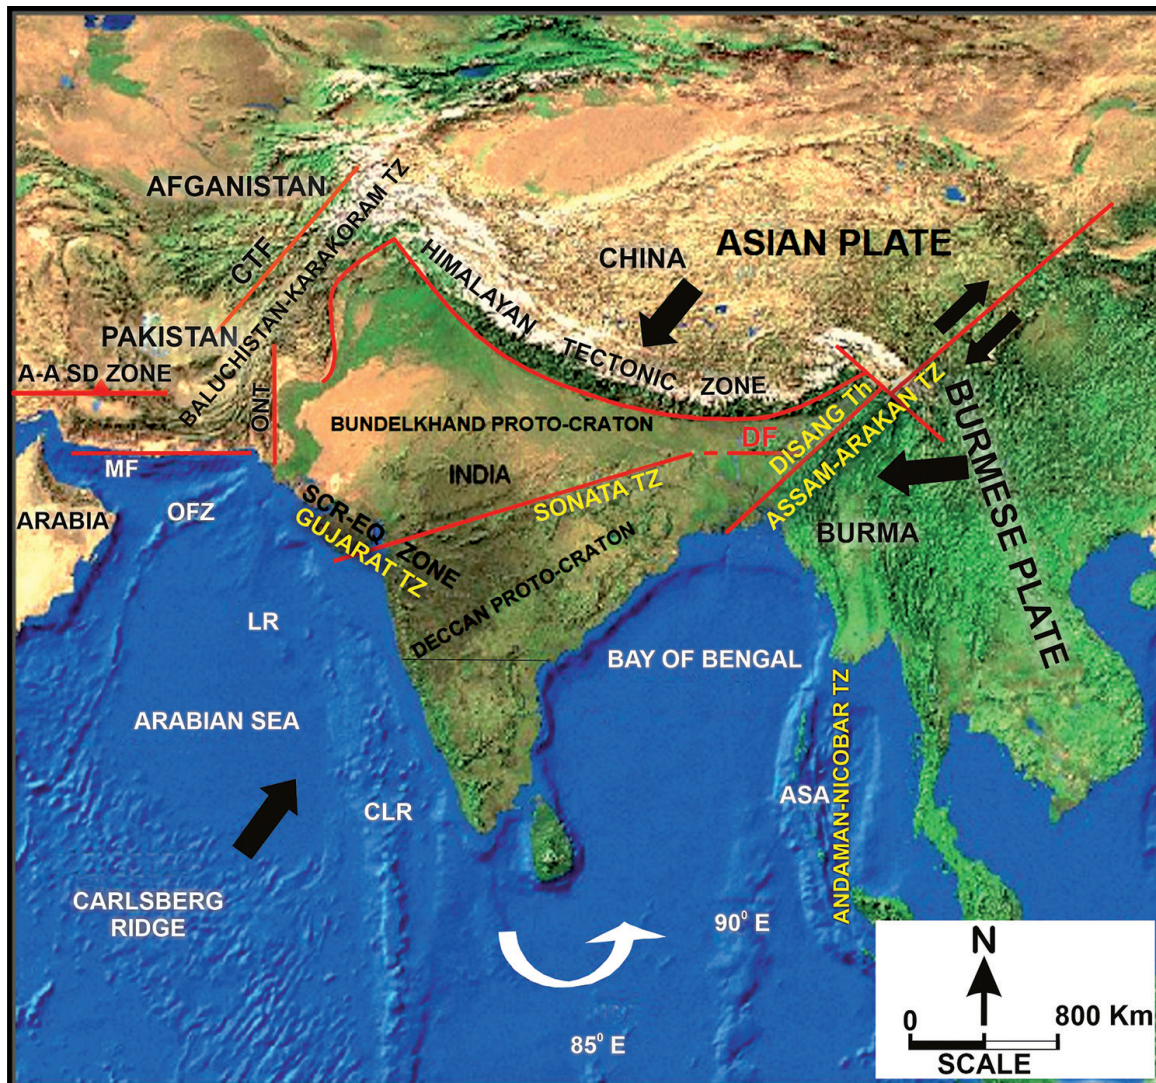 AFGANISTAN
CTF
BALUCHISTAN-KARAKORAM TZ
HIMALAYAN
TECTONIC ZONE
CHINA
ASIAN PLATE
PAKISTAN
A-A SD ZONE
ONT
BUNDELKHAND PROTO-CRATON
DF
DISANG Th
ASSAM-ARAKAN TZ
BURMESE PLATE
MF
INDIA
SONATA TZ
ARABIA
OFZ
SCR-EQ ZONE
GUJARAT TZ
BURMA
DECCAN PROTO-CRATON
LR
BAY OF BENGAL
ARABIAN SEA
ANDAMAN-NICOBAR TZ
ASA
CLR
CARLSBERG
RIDGE
90⁰ E
85⁰ E
N
0 800 Km
SCALE